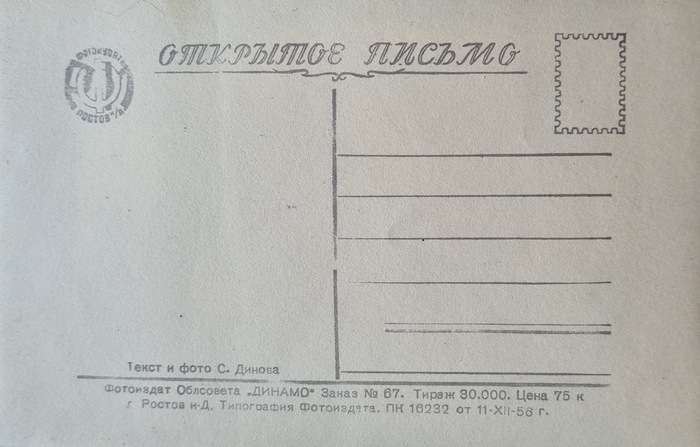 ОТКРЫТОЕ ПИСЬМО
РОСТОВ н/Д.
Текст и фото С. Динова
Фотоиздат Облсовета „ДИНАМО" Заказ № 67. Тираж 30.000. Цена 75 к
г. Ростов н-Д, Типография Фотоиздата. ПК 16232 от 11-XII-56 г.